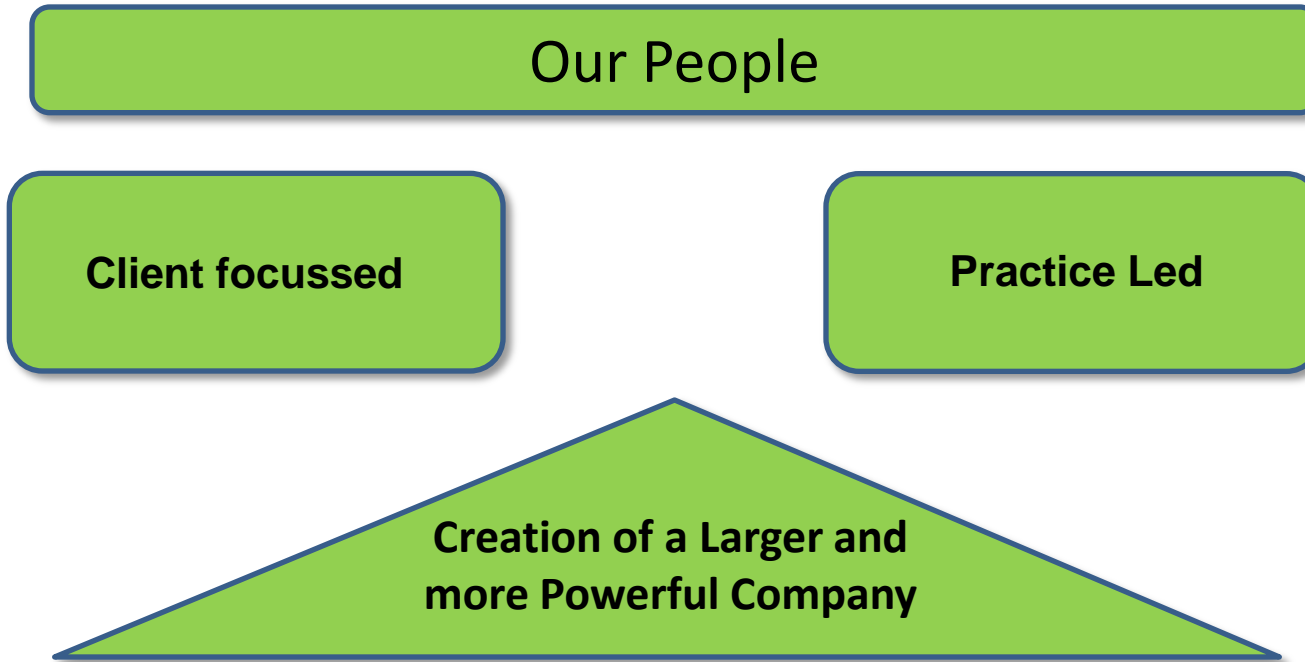 Our People
Client focussed
Practice Led
Creation of a Larger and
more Powerful Company